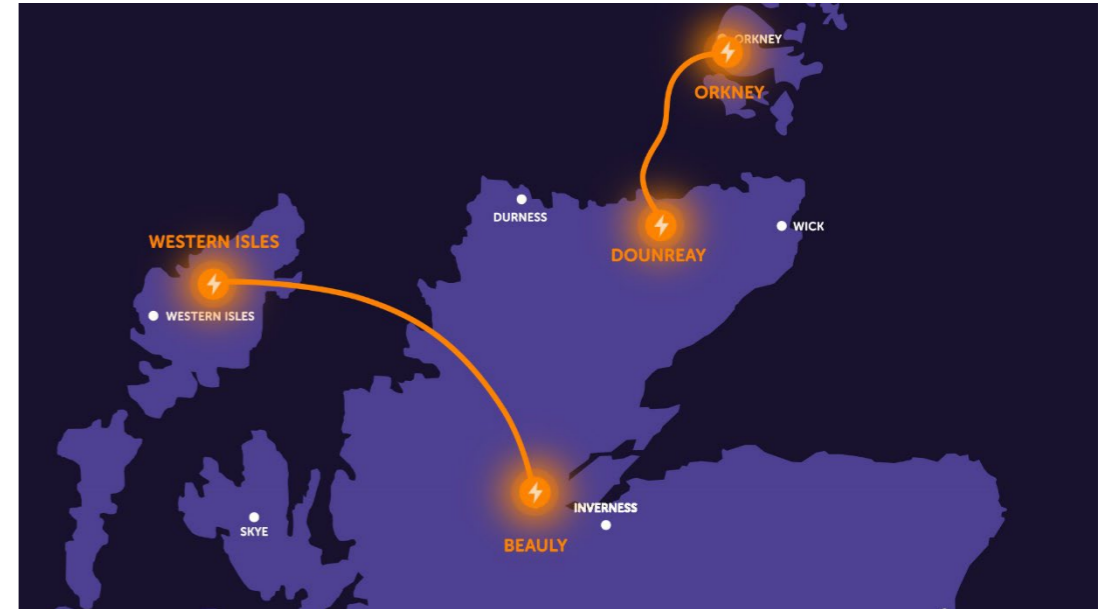 ORKNEY
ORKNEY
DURNESS
WICK
WESTERN ISLES
DOUNREAY
WESTERN ISLES
INVERNESS
SKYE
BEAULY